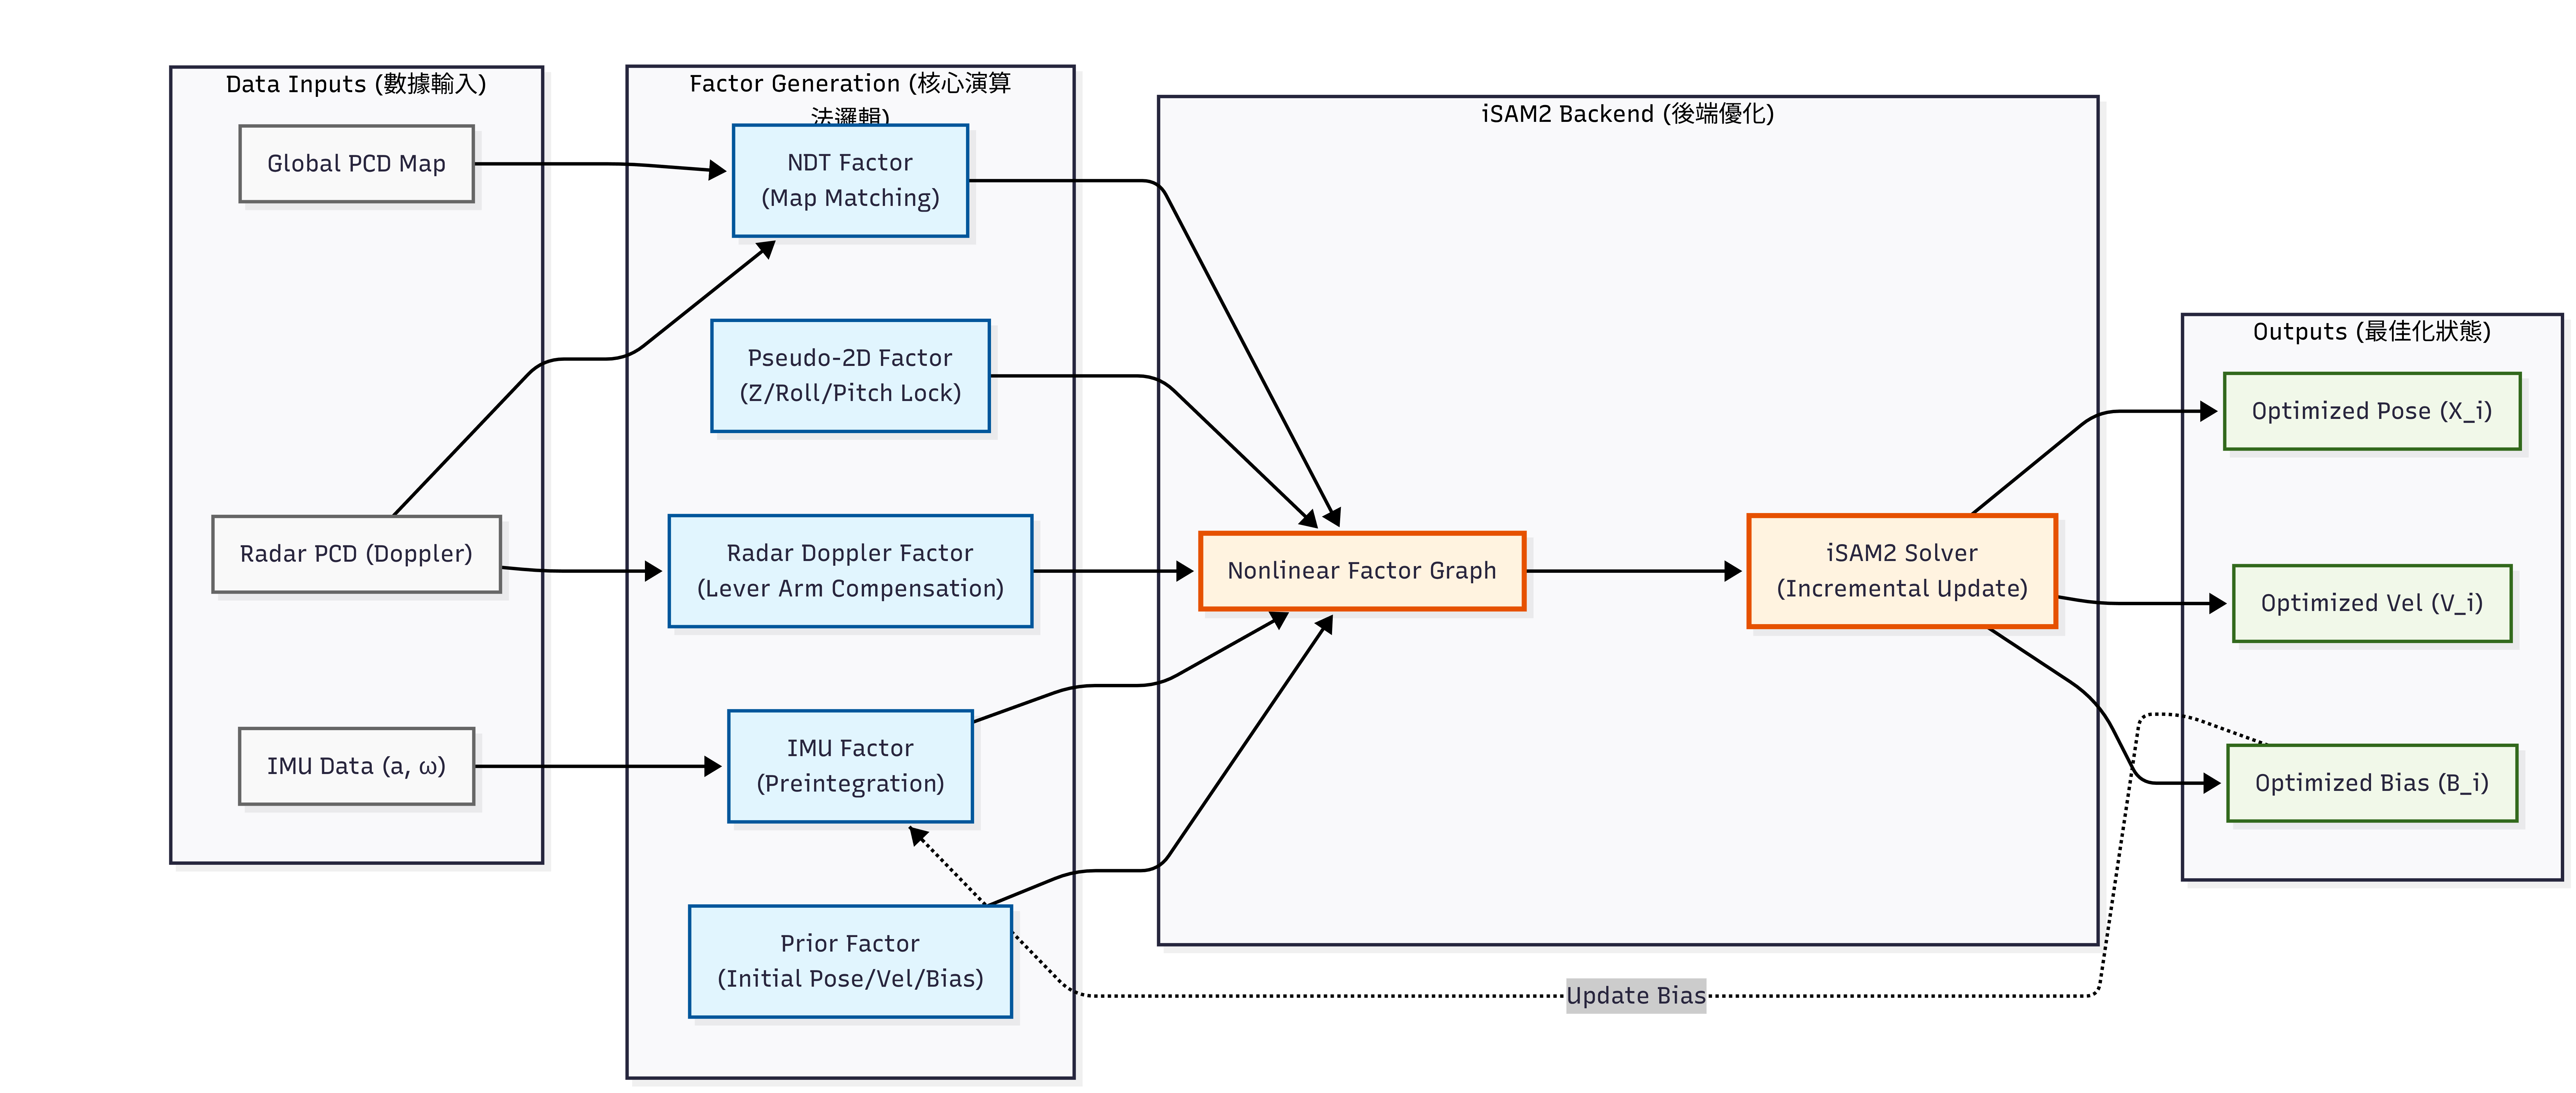 Data Inputs (數據輸入)
Global PCD Map
Radar PCD (Doppler)
IMU Data (a, ω)
Factor Generation (核心演算
法邏輯)
NDT Factor
(Map Matching)
Pseudo-2D Factor
(Z/Roll/Pitch Lock)
Radar Doppler Factor
(Lever Arm Compensation)
IMU Factor
(Preintegration)
Prior Factor
(Initial Pose/Vel/Bias)
iSAM2 Backend (後端優化)
Nonlinear Factor Graph
iSAM2 Solver
(Incremental Update)
Update Bias
Outputs (最佳化狀態)
Optimized Pose (X_i)
Optimized Vel (V_i)
Optimized Bias (B_i)